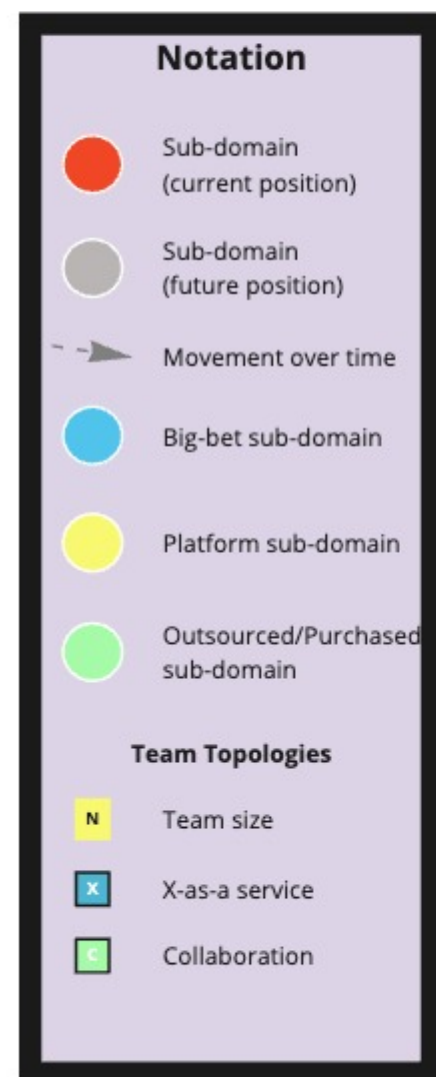 Notation
Sub-domain
(current position)
Sub-domain
(future position)
Movement over time
Big-bet sub-domain
Platform sub-domain
Outsourced/Purchased
sub-domain
Team Topologies
N Team size
X X-as-a service
C Collaboration